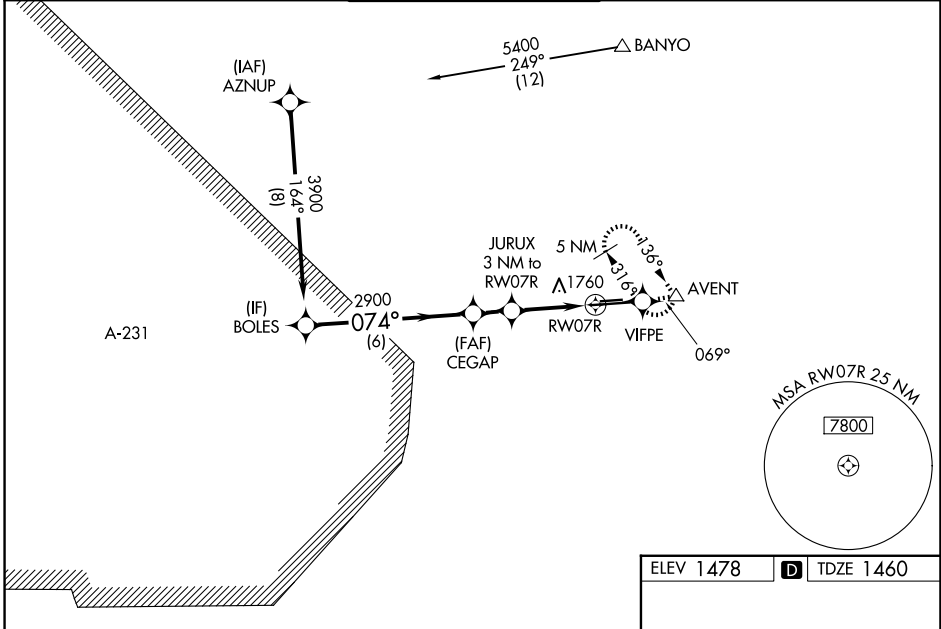 5400
249°
(12)
BANYO
(IAF)
AZNUP
3900
164°
(8)
JURUX
3 NM to
RW07R
5 NM
136°
316°
1760
AVENT
(IF)
BOLES
2900
074°
(6)
RW07R
VIFPE
A-231
(FAF)
CEGAP
069°
MSA RW07R 25 NM
7800
ELEV 1478 D TDZE 1460